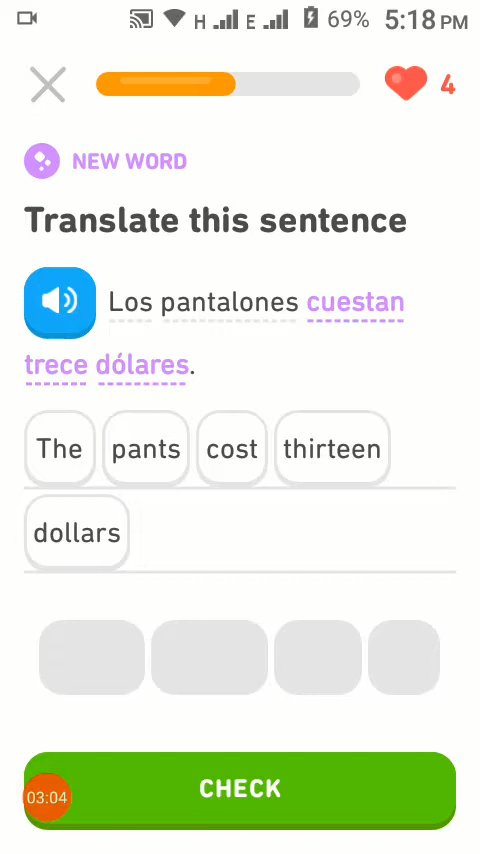 H E 69% 5:18 PM
4
NEW WORD
Translate this sentence
Los pantalones cuestan
trece dólares.
The pants cost thirteen
dollars
CHECK
03:04